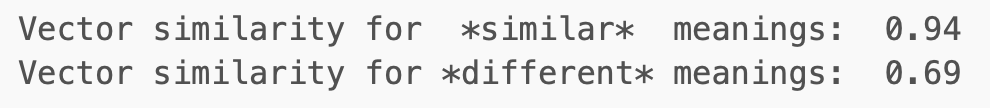 Vector similarity for  *similar*  meanings:  0.94
Vector similarity for *different* meanings:  0.69